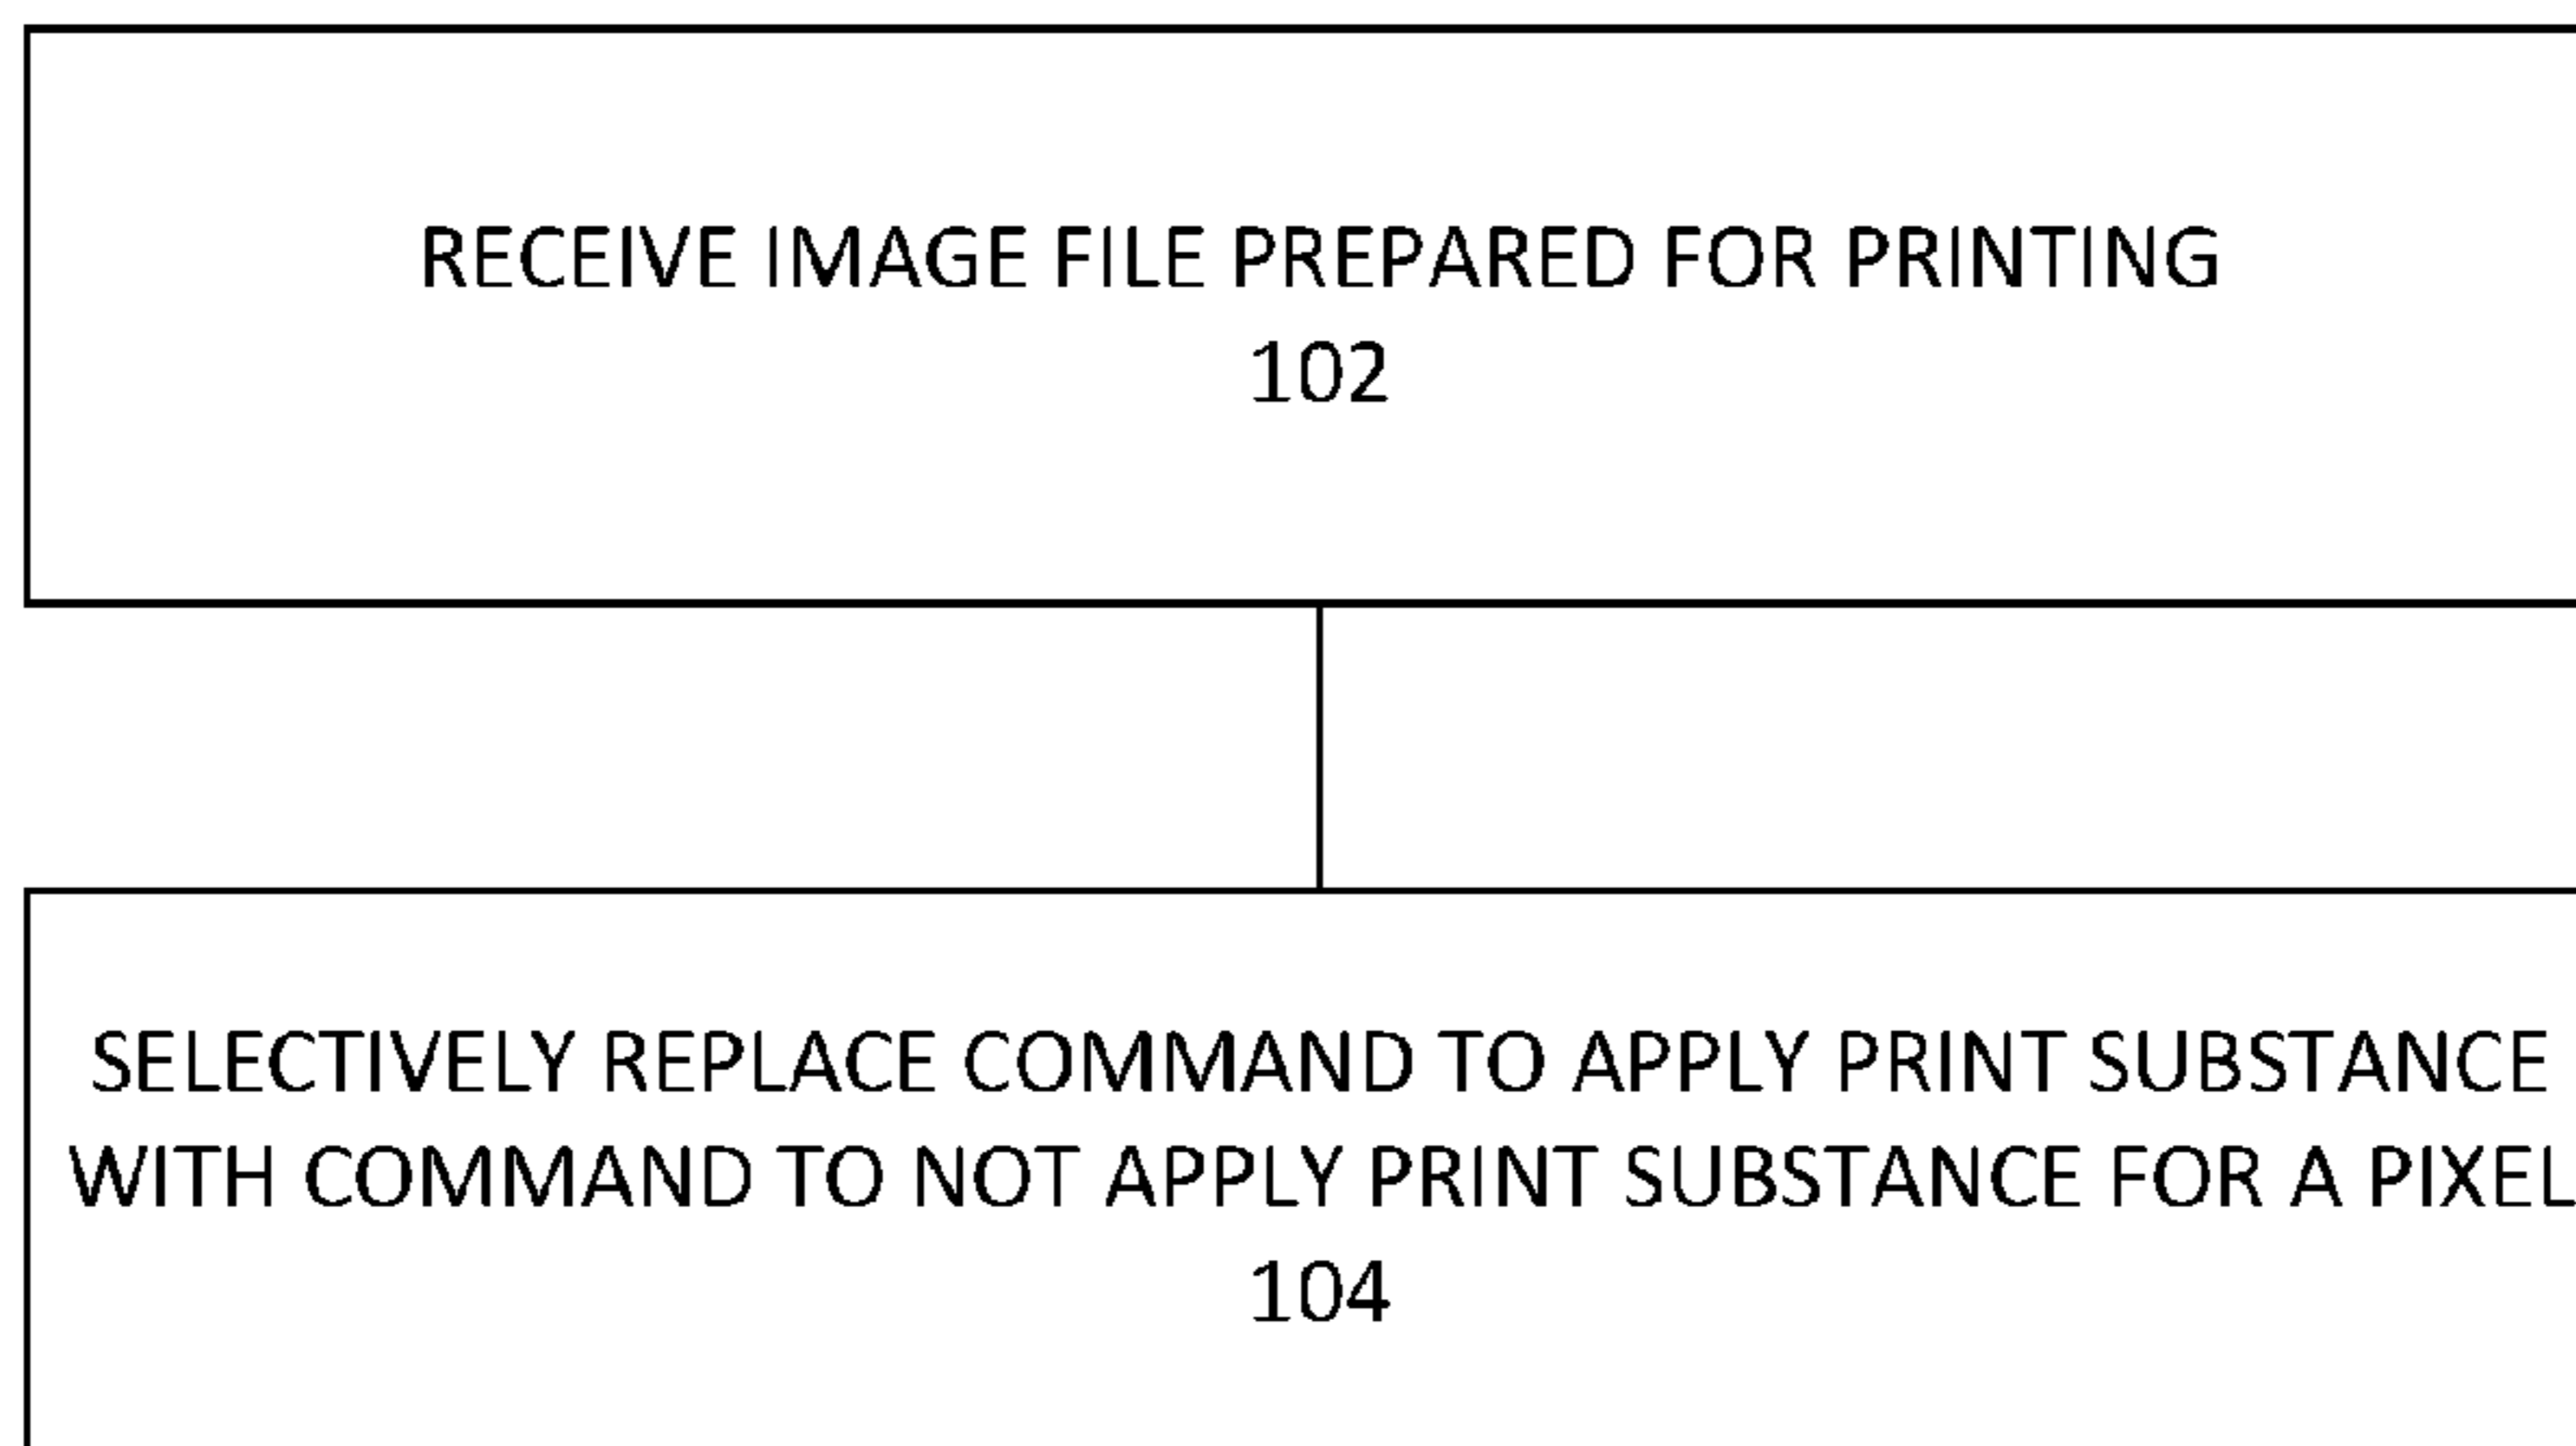 RECEIVE IMAGE FILE PREPARED FOR PRINTING
102
SELECTIVELY REPLACE COMMAND TO APPLY PRINT SUBSTANCE
WITH COMMAND TO NOT APPLY PRINT SUBSTANCE FOR A PIXEL
104